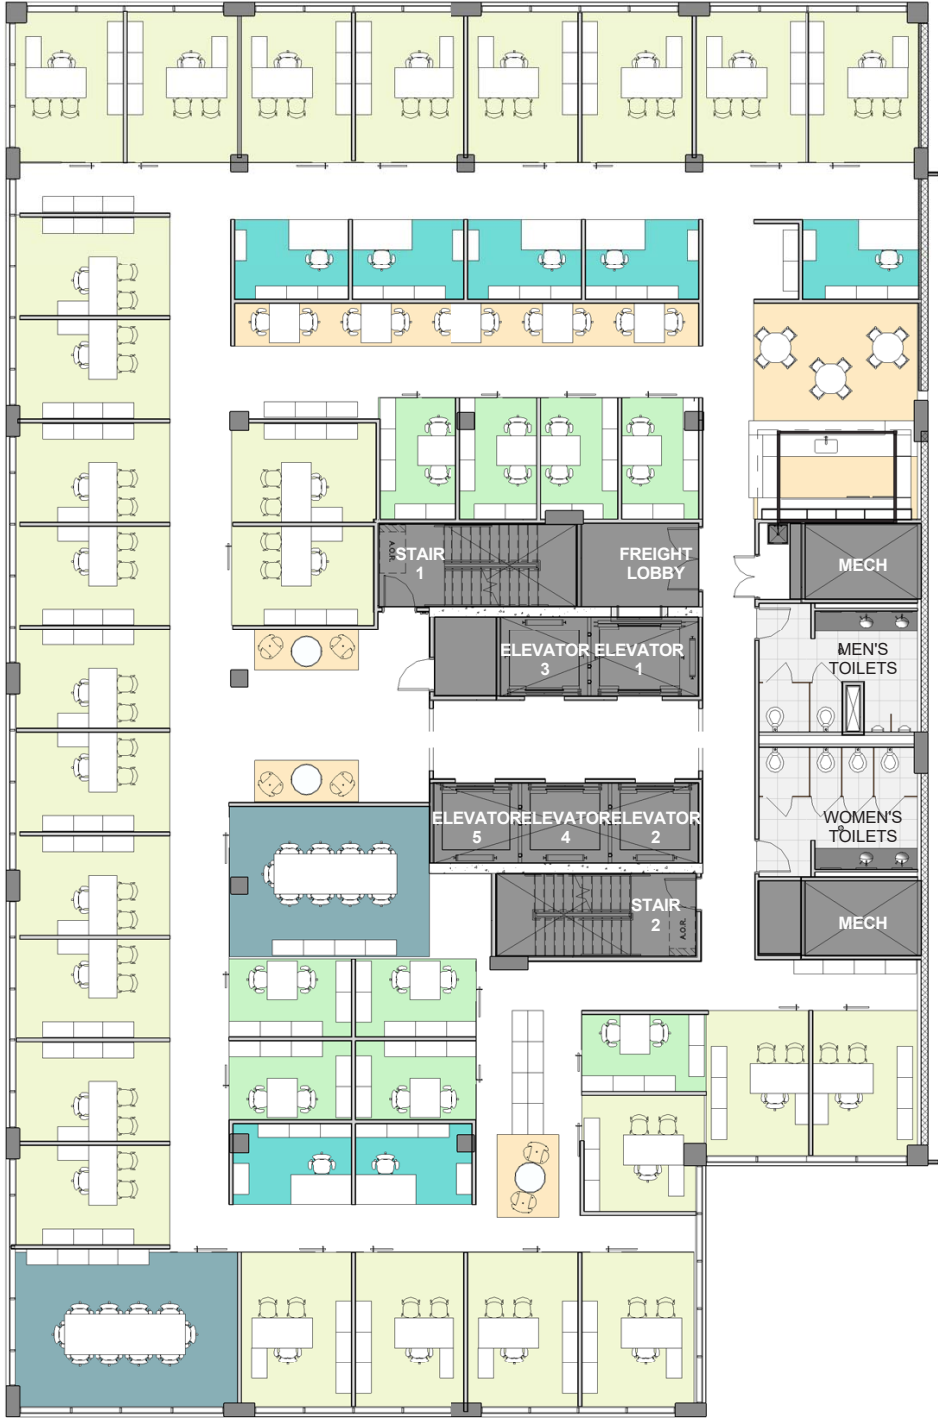 STAIR
1
A.O.R.
FREIGHT
LOBBY
MECH
ELEVATOR
3
ELEVATOR
1
MEN'S
TOILETS
ELEVATOR
5
ELEVATOR
4
ELEVATOR
2
WOMEN'S
TOILETS
STAIR
2
A.O.R.
MECH